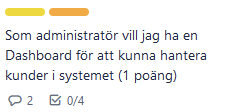 Som administratör vill jag ha en
Dashboard för att kunna hantera
kunder i systemet (1 poäng)
2 0/4